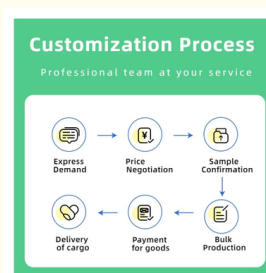 Customization Process
Professional team at your service
Express
Demand
Price
Negotiation
Sample
Confirmation
Delivery
of cargo
Payment
for goods
Bulk
Production